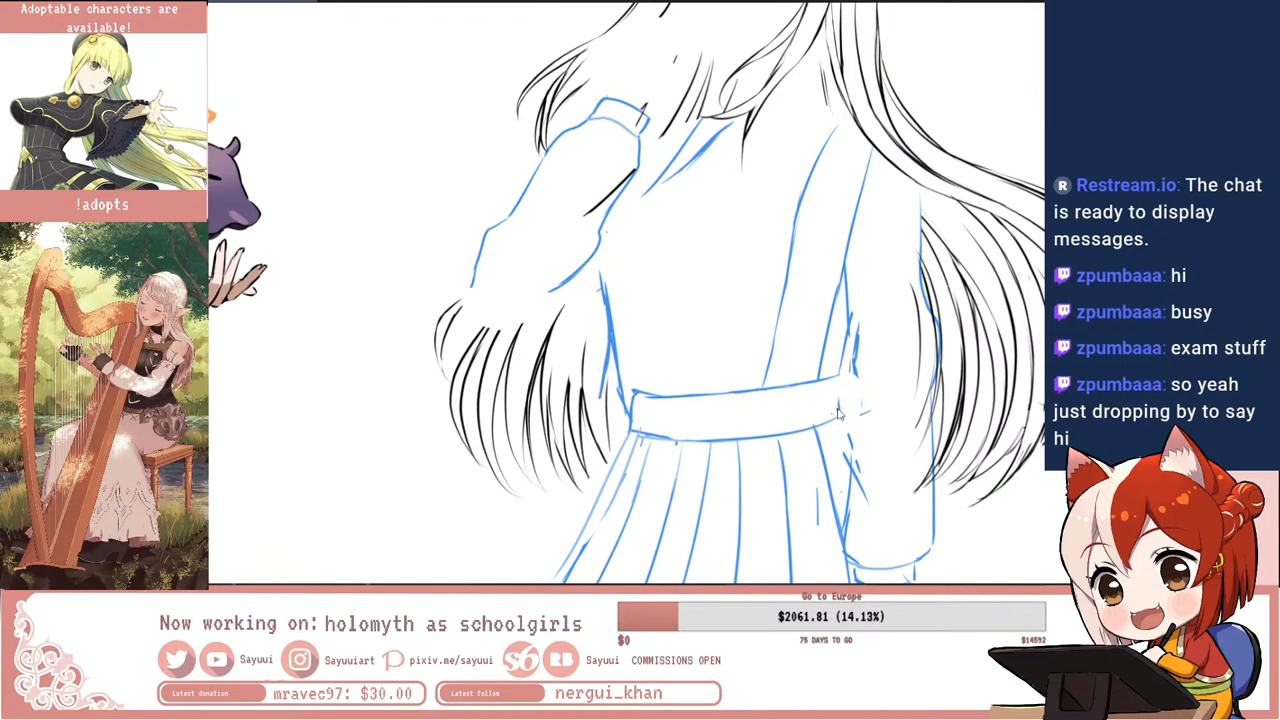 Adoptable characters are
available!
!adopts
R Restream.io: The chat
is ready to display
messages.
zpumbaaa: hi
zpumbaaa: busy
zpumbaaa: exam stuff
zpumbaaa: so yeah
just dropping by to say
hi
Now working on: holomyth as schoolgirls
Sayuui
Sayuuiart
pixiv.me/sayuui
S6
RB
Sayuui
COMMISSIONS OPEN
Latest donation
mravec97: $30.00
Latest follow
nergui_khan
Go to Europe
$2061.81 (14.13%)
$0
75 DAYS TO GO
$14592